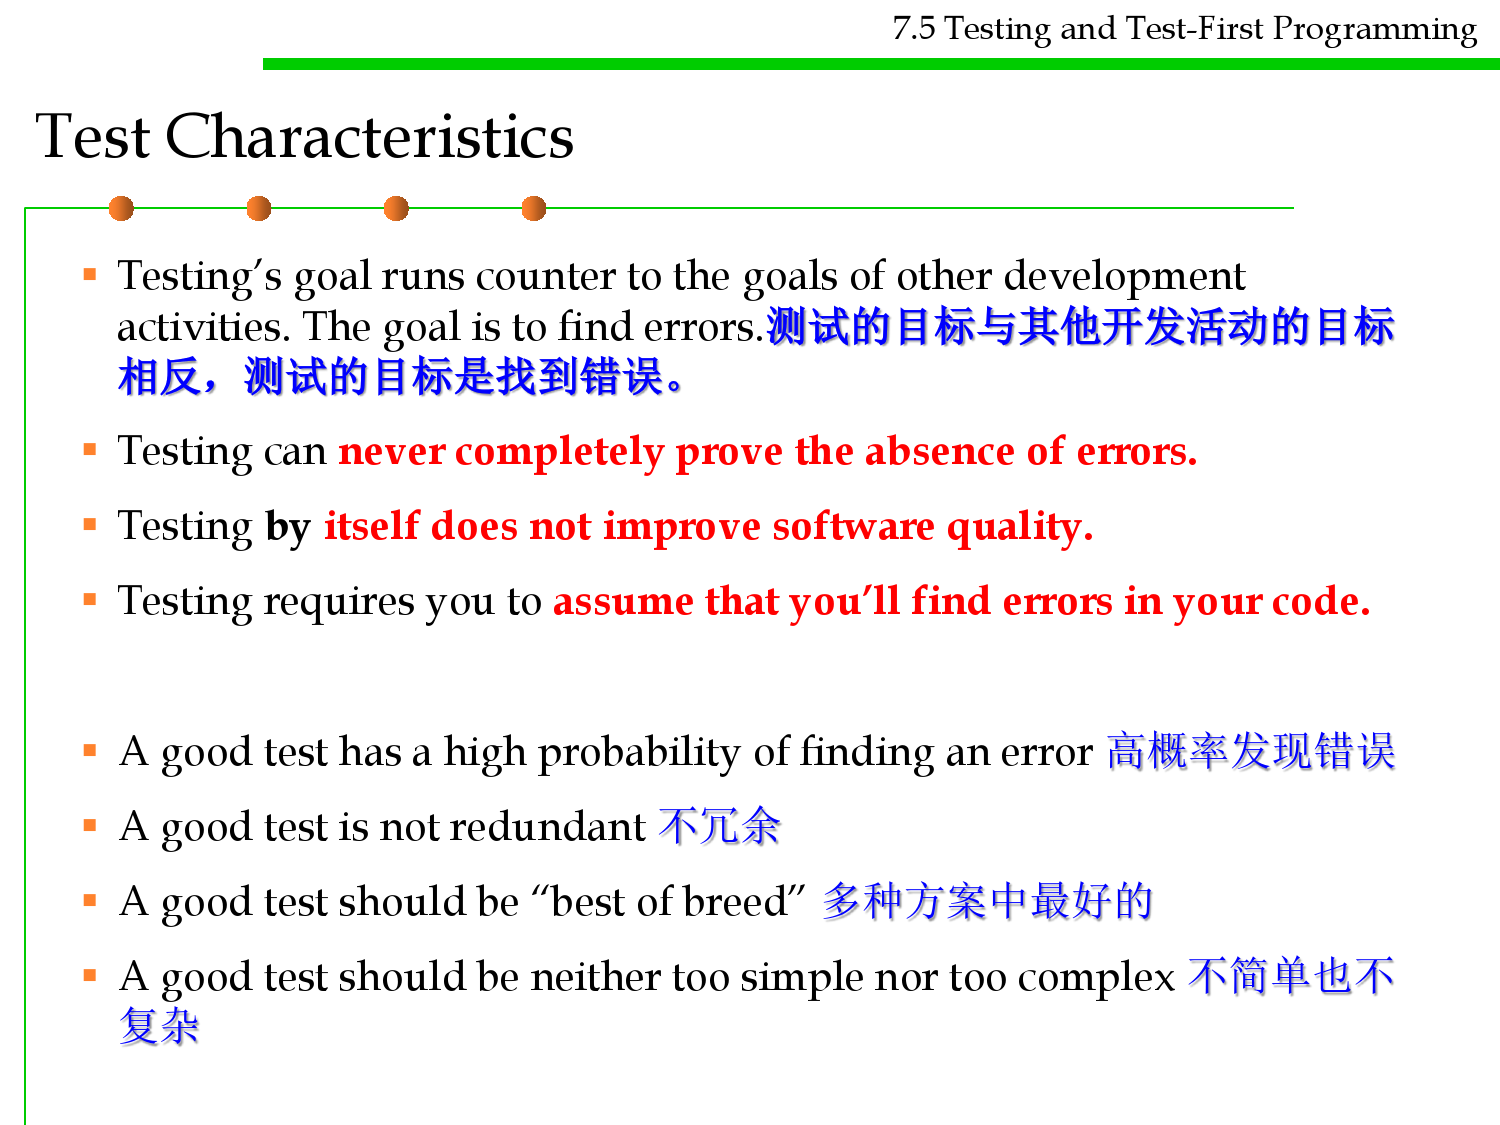 7.5 Testing and Test-First Programming
Test Characteristics
Testing’s goal runs counter to the goals of other development
activities. The goal is to find errors.测试的目标与其他开发活动的目标
相反，测试的目标是找到错误。
Testing can never completely prove the absence of errors.
Testing by itself does not improve software quality.
Testing requires you to assume that you’ll find errors in your code.
A good test has a high probability of finding an error 高概率发现错误
A good test is not redundant 不冗余
A good test should be “best of breed” 多种方案中最好的
A good test should be neither too simple nor too complex 不简单也不
复杂